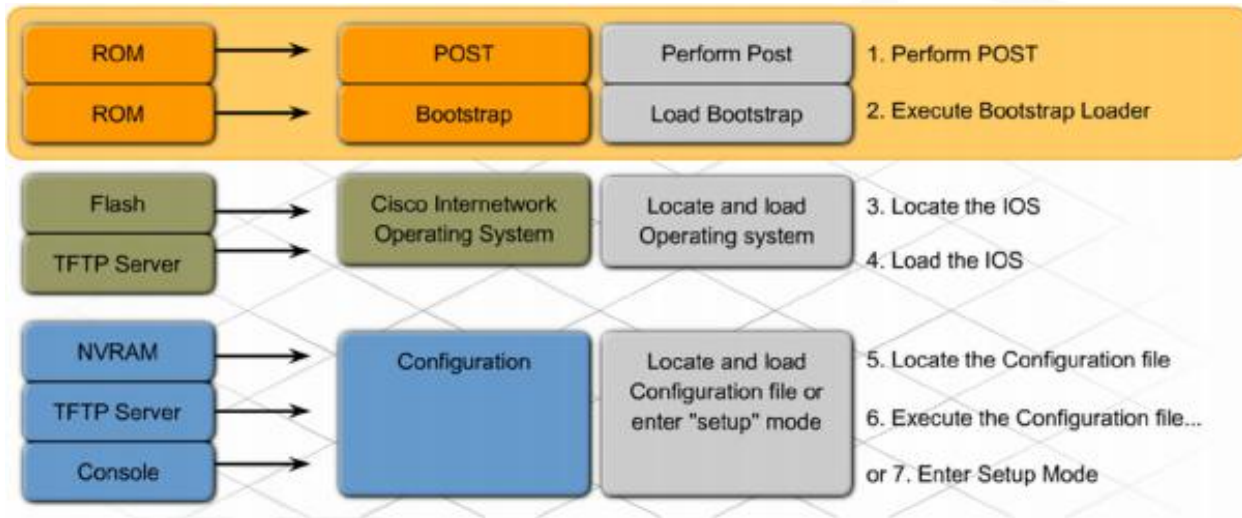 ROM
POST
Perform Post
1. Perform POST
ROM
Bootstrap
Load Bootstrap
2. Execute Bootstrap Loader
Flash
TFTP Server
Cisco Internetwork
Operating System
Locate and load
Operating system
3. Locate the IOS
4. Load the IOS
NVRAM
TFTP Server
Console
Configuration
Locate and load
Configuration file or
enter "setup" mode
5. Locate the Configuration file
6. Execute the Configuration file...
or 7. Enter Setup Mode